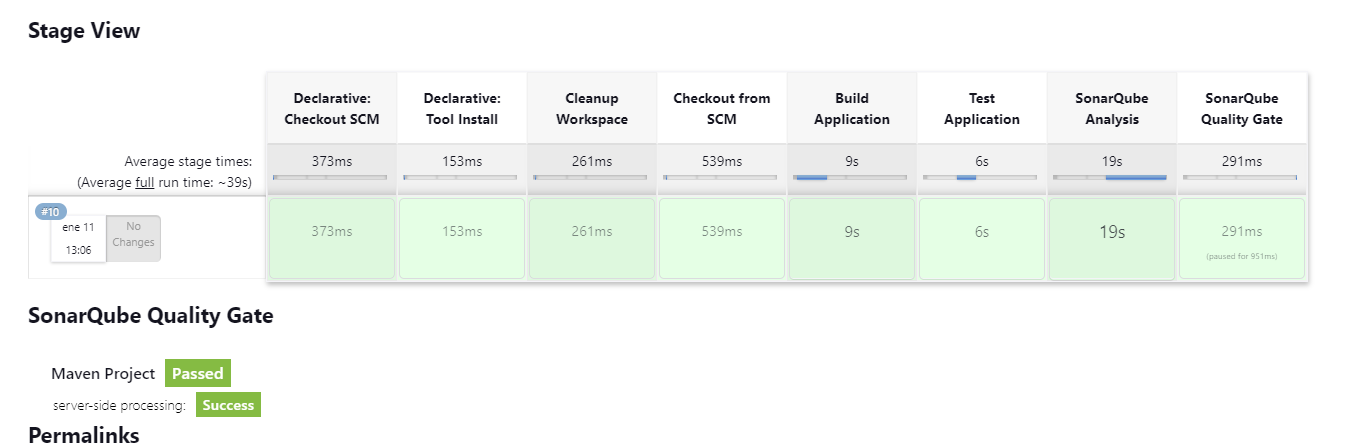 Stage View
Declarative: Checkout SCM
Declarative: Tool Install
Cleanup Workspace
Checkout from SCM
Build Application
Test Application
SonarQube Analysis
SonarQube Quality Gate
Average stage times:
(Average full run time: ~39s)
373ms
153ms
261ms
539ms
9s
6s
19s
291ms
#10
ene 11
13:06
No
Changes
373ms
153ms
261ms
539ms
9s
6s
19s
291ms
(paused for 951ms)
SonarQube Quality Gate
Maven Project Passed
server-side processing: Success
Permalinks